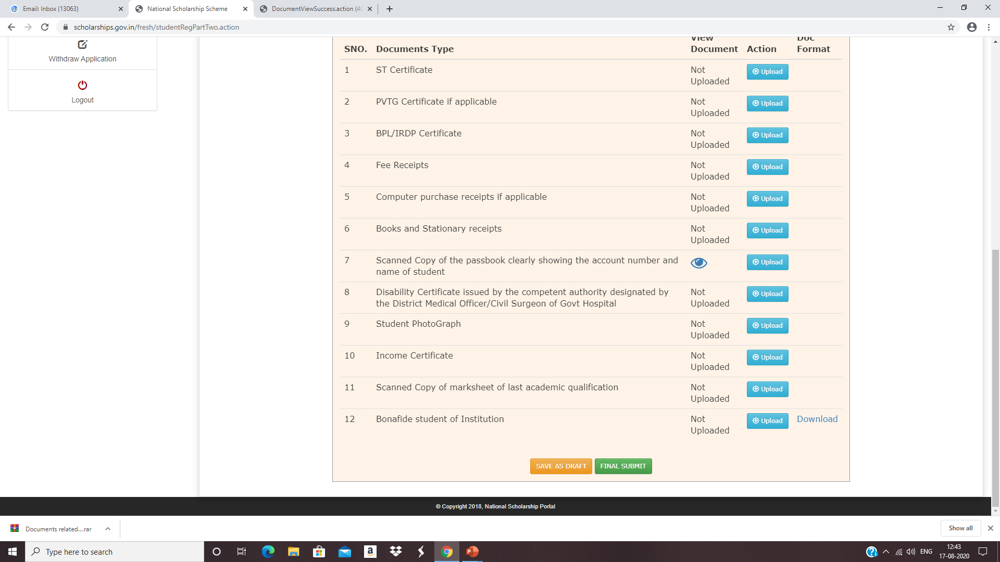 Email: Inbox (13063)
National Scholarship Scheme
DocumentViewSuccess.action (40
scholarships.gov.in/fresh/studentRegPartTwo.action
Withdraw Application
Logout
SNO. Documents Type View Document Action Doc Format
1 ST Certificate Not Uploaded Upload
2 PVTG Certificate if applicable Not Uploaded Upload
3 BPL/IRDP Certificate Not Uploaded Upload
4 Fee Receipts Not Uploaded Upload
5 Computer purchase receipts if applicable Not Uploaded Upload
6 Books and Stationary receipts Not Uploaded Upload
7 Scanned Copy of the passbook clearly showing the account number and
name of student Upload
8 Disability Certificate issued by the competent authority designated by
the District Medical Officer/Civil Surgeon of Govt Hospital Not Uploaded Upload
9 Student PhotoGraph Not Uploaded Upload
10 Income Certificate Not Uploaded Upload
11 Scanned Copy of marksheet of last academic qualification Not Uploaded Upload
12 Bonafide student of Institution Not Uploaded Upload Download
SAVE AS DRAFT FINAL SUBMIT
© Copyright 2018, National Scholarship Portal
Documents related....rar
Show all
Type here to search
ENG
12:43
17-08-2020